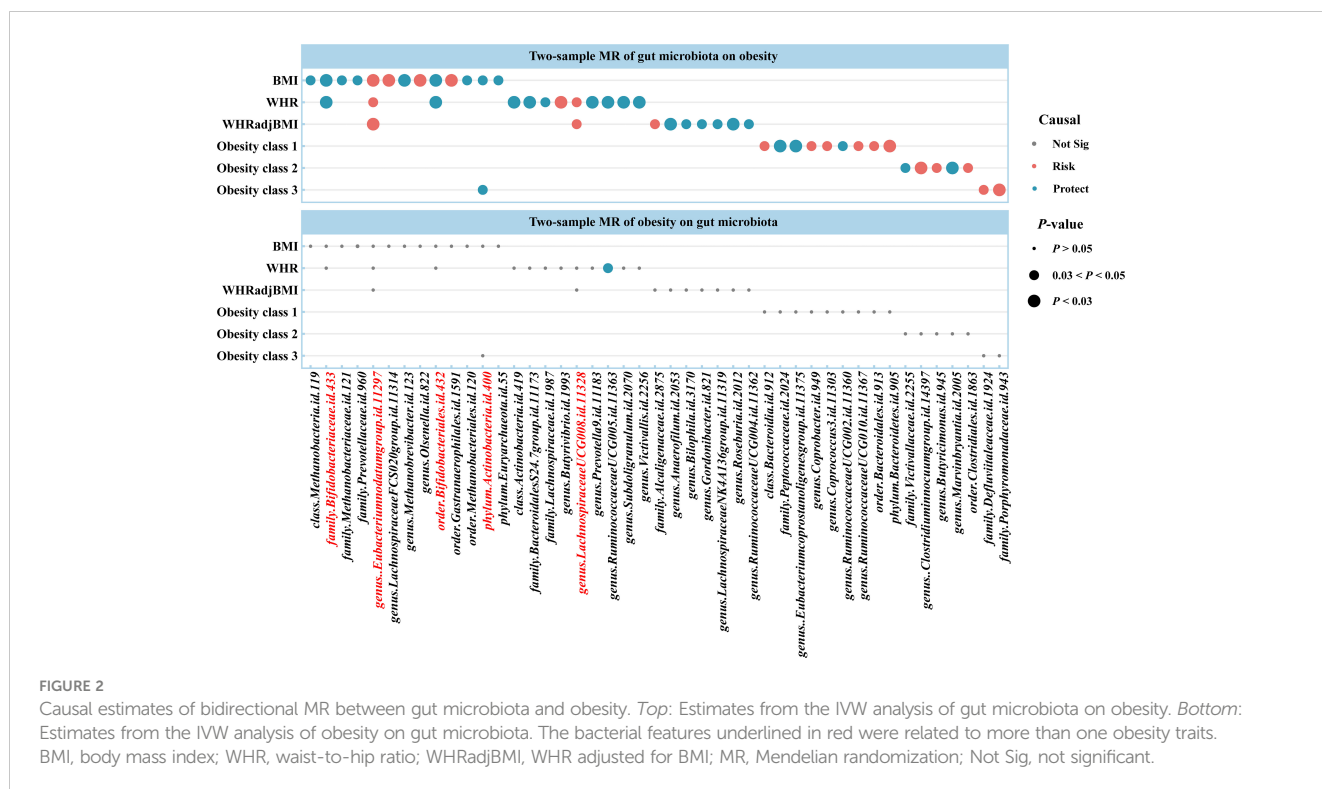 Two-sample MR of gut microbiota on obesity
BMI
WHR
WHRadjBMI
Obesity class 1
Obesity class 2
Obesity class 3
Two-sample MR of obesity on gut microbiota
BMI
WHR
WHRadjBMI
Obesity class 1
Obesity class 2
Obesity class 3
class.Methanobacteria.id.119
family.Bifidobacteriaceae.id.433
family.Methanobacteriaceae.id.121
family.Prevotellaceae.id.960
genus..Eubacteriumnodatumgroup.id.11297
genus.LachnospiraceaeFCS020group.id.11314
genus.Methanobrevibacter.id.123
genus.Olsenella.id.822
order.Bifidobacteriales.id.432
order.Gastranaerophilales.id.1591
order.Methanobacteriales.id.120
phylum.Actinobacteria.id.400
phylum.Euryarchaeota.id.55
class.Actinobacteria.id.419
family.BacteroidalesS24.7group.id.11173
family.Lachnospiraceae.id.1987
genus.Butyrivibrio.id.1993
genus.LachnospiraceaeUCG008.id.11328
genus.Prevotella9.id.11183
genus.RuminococcaceaeUCG005.id.11363
genus.Subdoligranulum.id.2070
genus.Victivallis.id.2256
family.Alcaligenaceae.id.2875
genus.Anaerofilum.id.2053
genus.Bilophila.id.3170
genus.Gordonibacter.id.821
genus.LachnospiraceaeNK4A136group.id.11319
genus.Roseburia.id.2012
genus.RuminococcaceaeUCG004.id.11362
class.Bacteroidia.id.912
family.Peptococcaceae.id.2024
genus..Eubacteriumcoprostanoligenesgroup.id.11375
genus.Coprobacter.id.949
genus.Coprococcus3.id.11303
genus.RuminococcaceaeUCG002.id.11360
genus.RuminococcaceaeUCG010.id.11367
order.Bacteroidales.id.913
phylum.Bacteroidetes.id.905
family.Victivallaceae.id.2255
genus..Clostridiuminnocuumgroup.id.14397
genus.Butyricimonas.id.945
genus.Marvinbryantia.id.2005
order.Clostridiales.id.1863
family.Defluviitaleaceae.id.1924
family.Porphyromonadaceae.id.943
Causal
Not Sig
Risk
Protect
P-value
P > 0.05
0.03 < P < 0.05
P < 0.03
FIGURE 2
Causal estimates of bidirectional MR between gut microbiota and obesity. Top: Estimates from the IVW analysis of gut microbiota on obesity. Bottom:
Estimates from the IVW analysis of obesity on gut microbiota. The bacterial features underlined in red were related to more than one obesity traits.
BMI, body mass index; WHR, waist-to-hip ratio; WHRadjBMI, WHR adjusted for BMI; MR, Mendelian randomization; Not Sig, not significant.